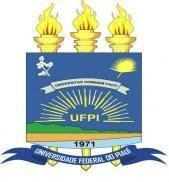 UNIVERSITAS HOMINEM FACIT
UFPI
1971
UNIVERSIDADE FEDERAL DO PIAUÍ